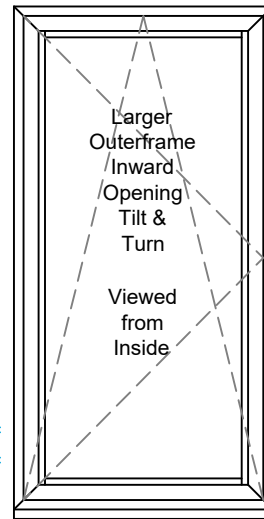 Larger
Outerframe
Inward
Opening
Tilt &
Turn
Viewed
from
Inside